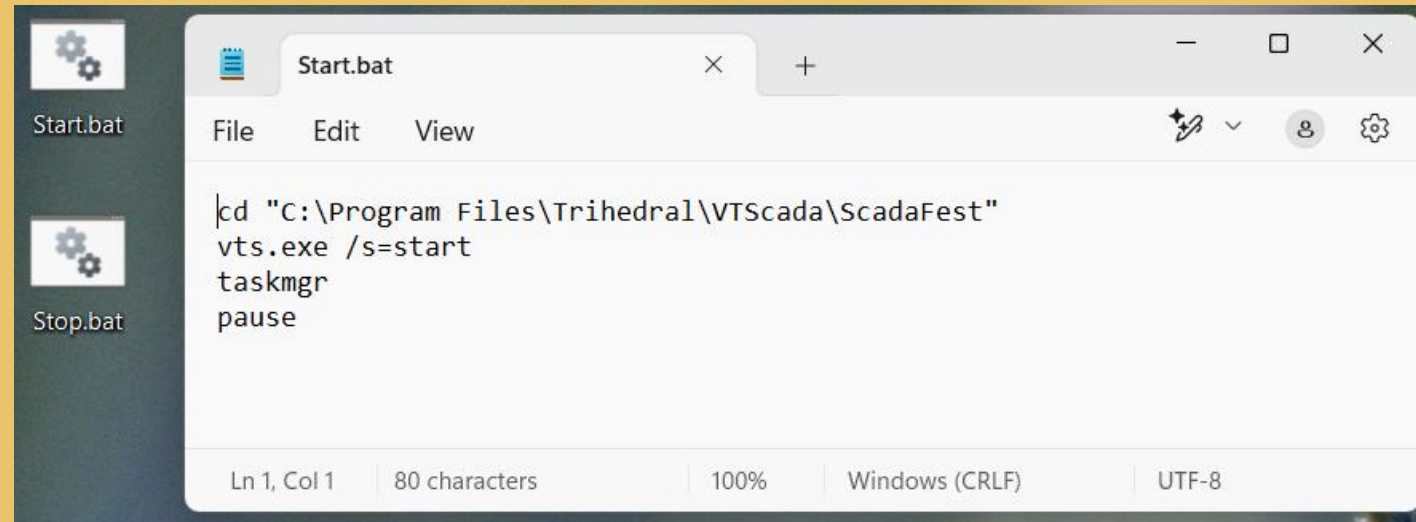 Start.bat
Stop.bat
Start.bat
File Edit View
cd "C:\Program Files\Trihedral\VTScada\ScadaFest"
vts.exe /s=start
taskmgr
pause
Ln 1, Col 1 80 characters 100% Windows (CRLF) UTF-8